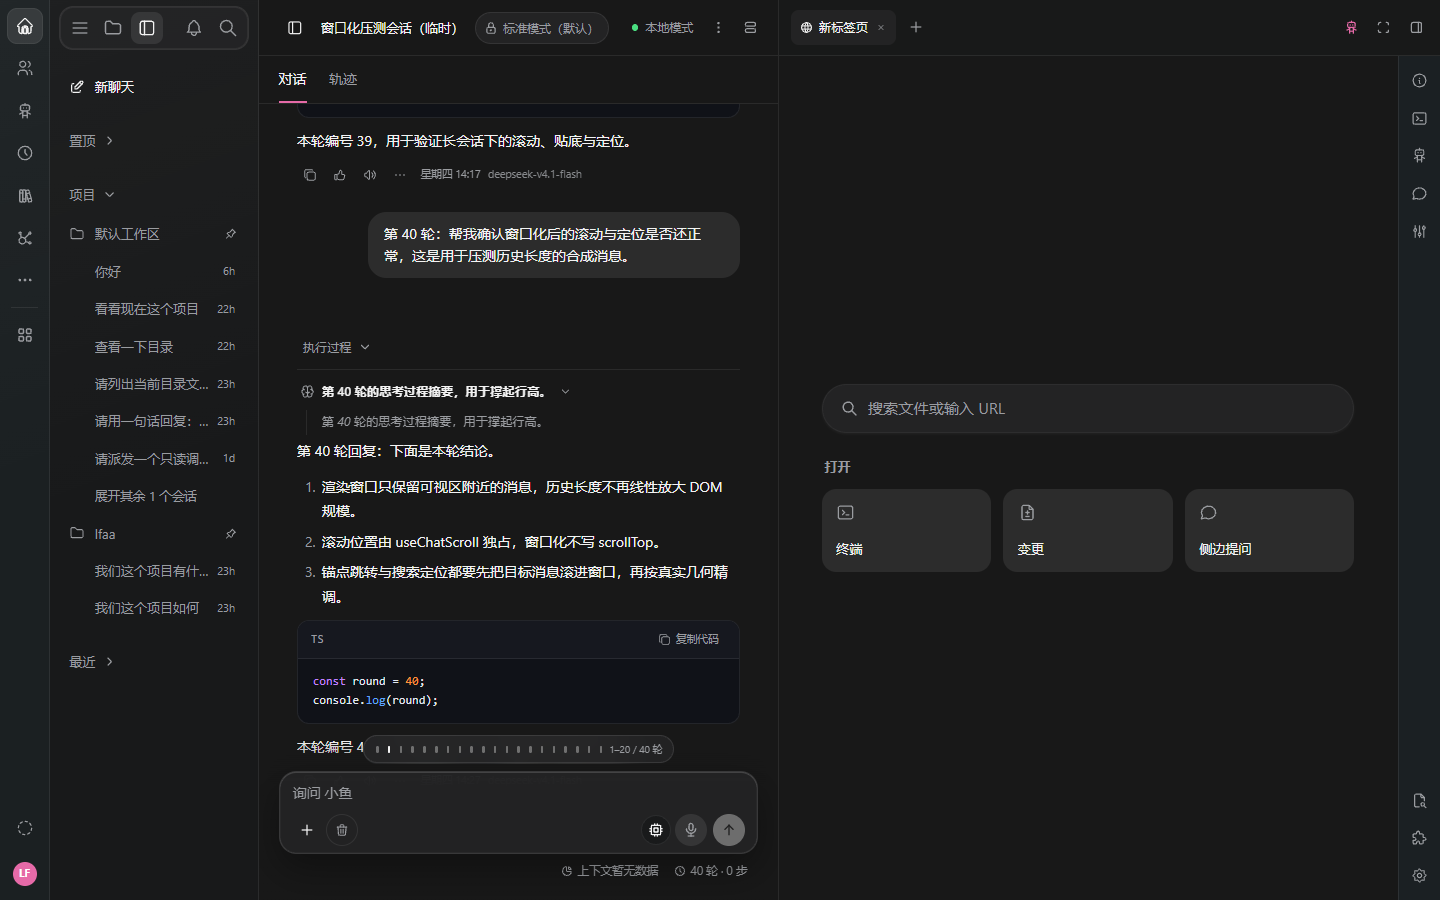 窗口化压测会话（临时）
标准模式（默认）
本地模式
新标签页
对话
轨迹
新聊天
置顶
项目
默认工作区
你好 6h
看看现在这个项目 22h
查看一下目录 22h
请列出当前目录文... 23h
请用一句话回复：... 23h
请派发一个只读调... 1d
展开其余 1 个会话
lfaa
我们这个项目有什... 23h
我们这个项目如何 23h
最近
LF
本轮编号 39，用于验证长会话下的滚动、贴底与定位。
星期四 14:17 deepseek-v4.1-flash
第 40 轮：帮我确认窗口化后的滚动与定位是否还正
常，这是用于压测历史长度的合成消息。
执行过程
第 40 轮的思考过程摘要，用于撑起行高。
第 40 轮的思考过程摘要，用于撑起行高。
第 40 轮回复：下面是本轮结论。
1. 渲染窗口只保留可视区附近的消息，历史长度不再线性放大 DOM
规模。
2. 滚动位置由 useChatScroll 独占，窗口化不写 scrollTop。
3. 锚点跳转与搜索定位都要先把目标消息滚进窗口，再按真实几何精
调。
TS
复制代码
const round = 40;
console.log(round);
本轮编号 4
1–20 / 40 轮
询问 小鱼
上下文暂无数据
40 轮 · 0 步
搜索文件或输入 URL
打开
终端
变更
侧边提问